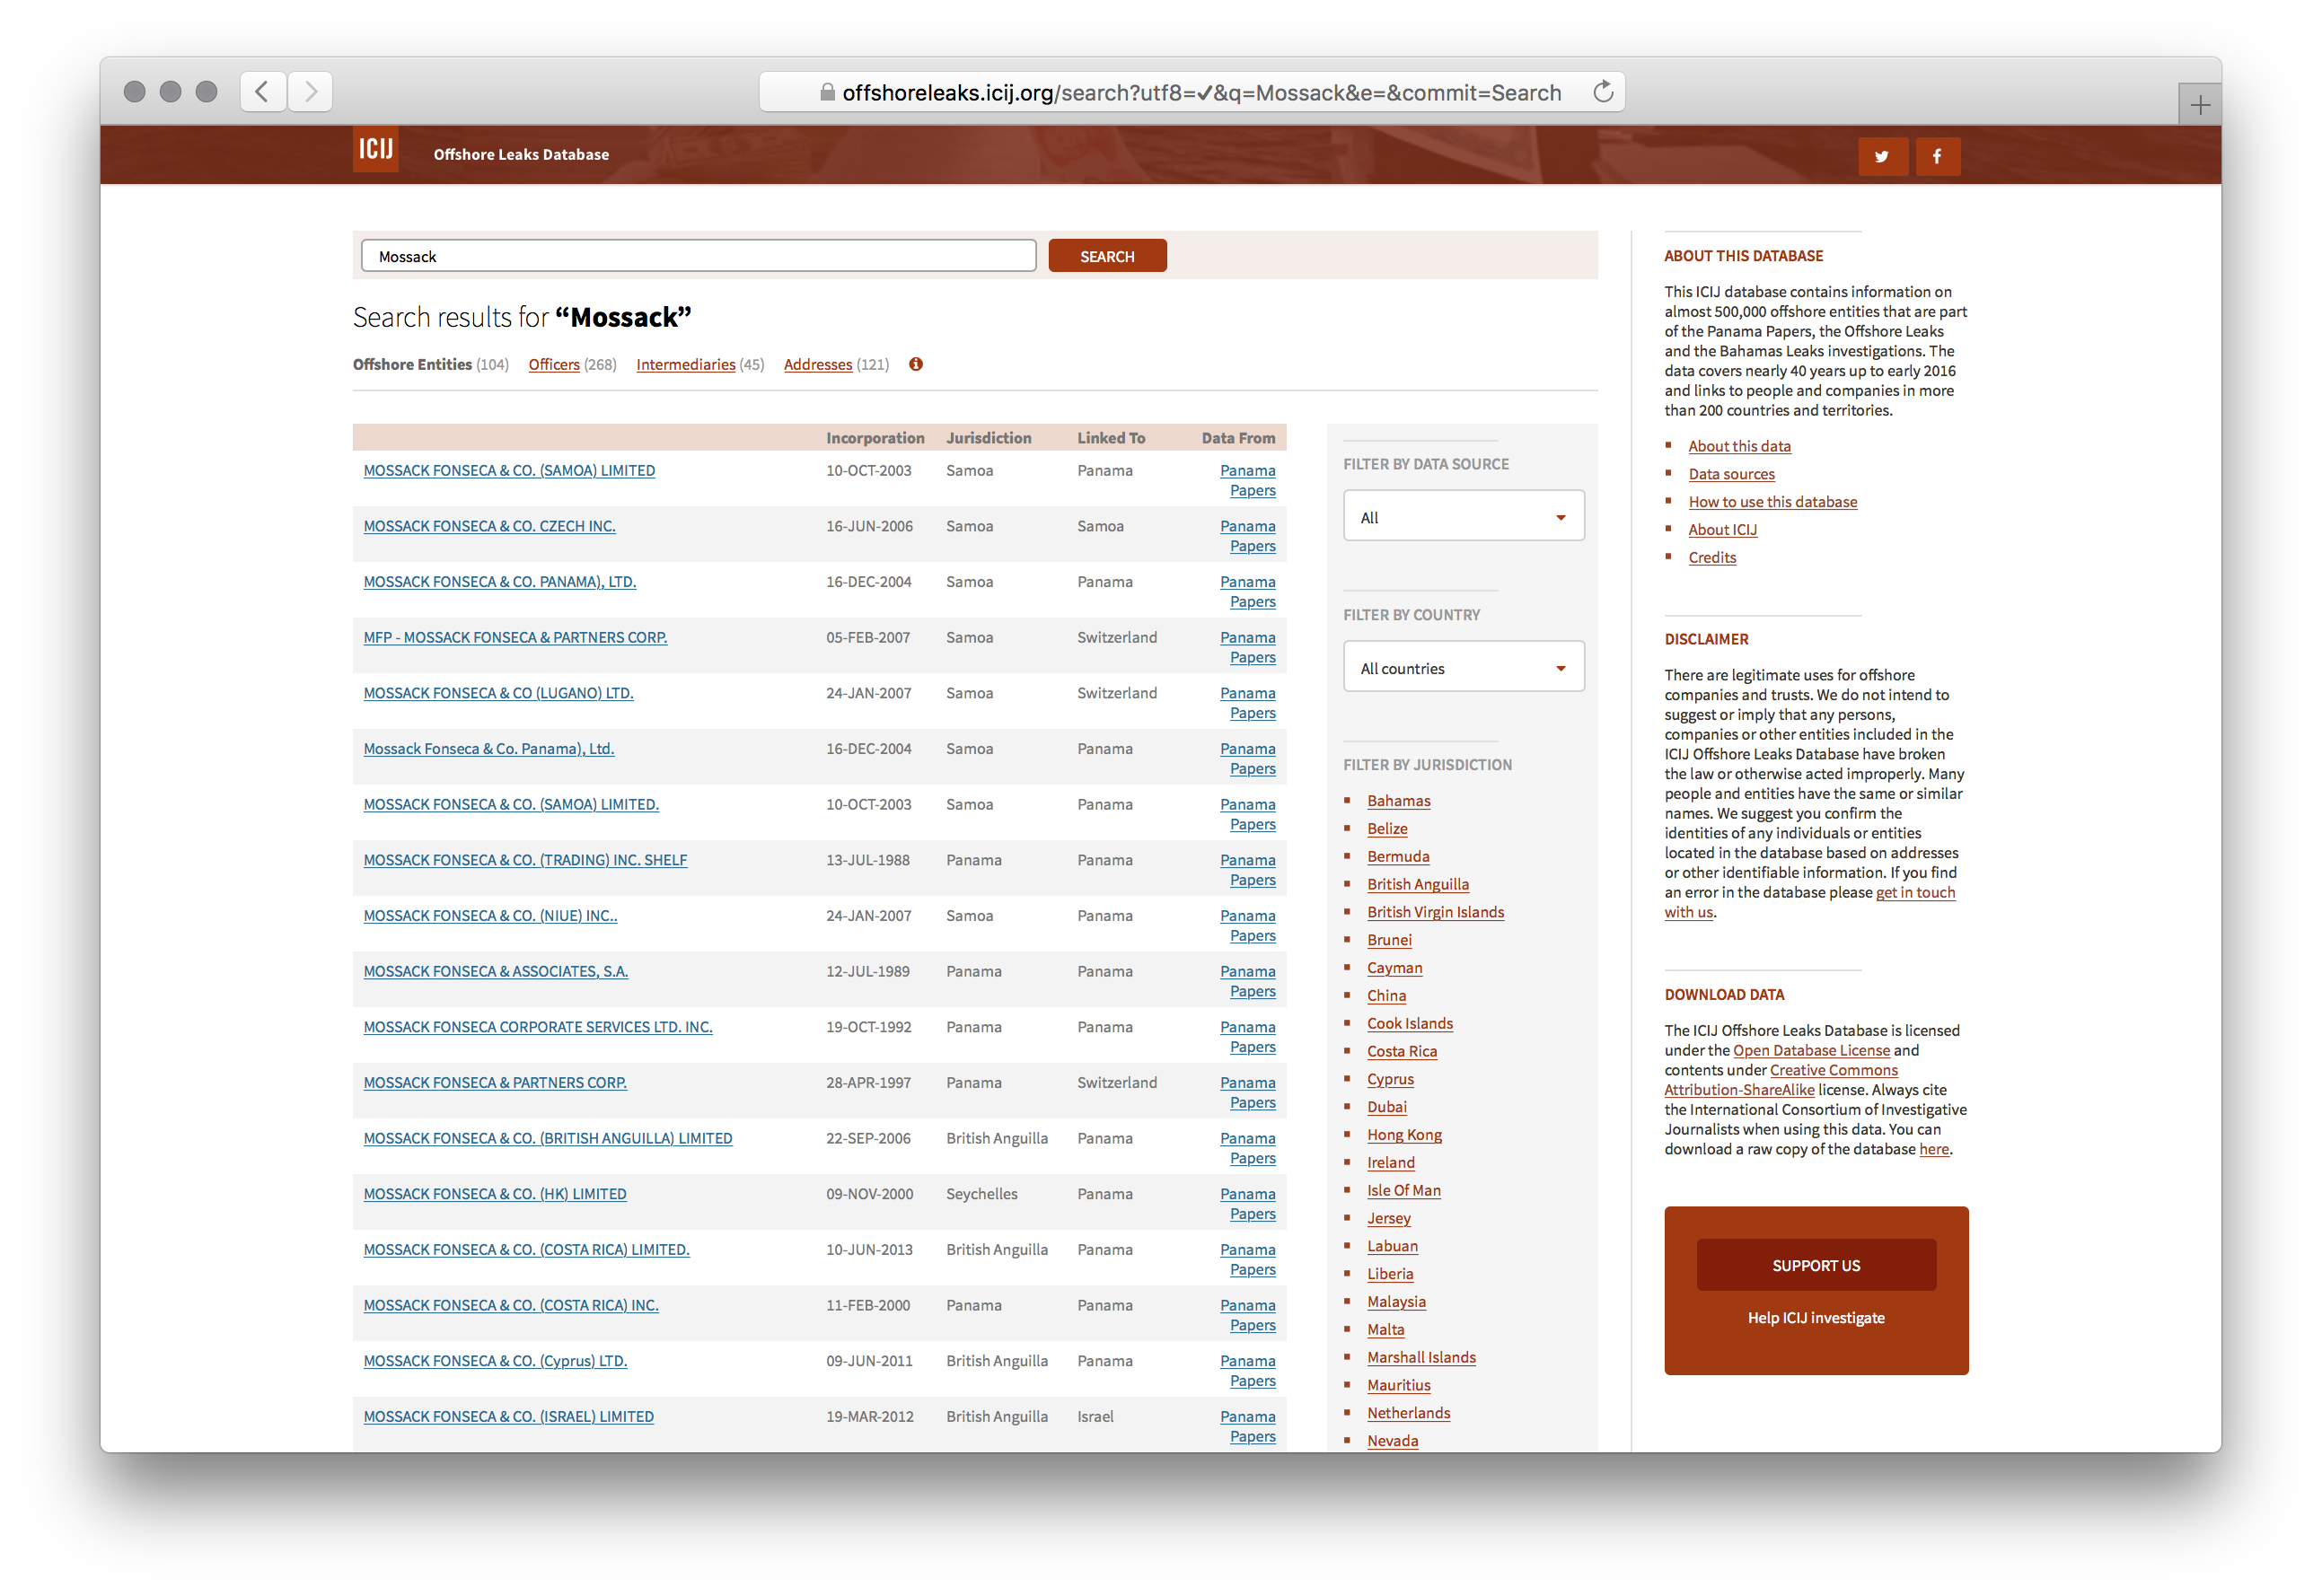 offshoreleaks.icij.org/search?utf8=✓&q=Mossack&e=&commit=Search
ICIJ
Offshore Leaks Database
Mossack
SEARCH
Search results for “Mossack”
Offshore Entities (104) Officers (268) Intermediaries (45) Addresses (121)
Incorporation Jurisdiction Linked To Data From
MOSSACK FONSECA & CO. (SAMOA) LIMITED 10-OCT-2003 Samoa Panama Panama
Papers
MOSSACK FONSECA & CO. CZECH INC. 16-JUN-2006 Samoa Samoa Panama
Papers
MOSSACK FONSECA & CO. PANAMA), LTD. 16-DEC-2004 Samoa Panama Panama
Papers
MFP - MOSSACK FONSECA & PARTNERS CORP. 05-FEB-2007 Samoa Switzerland Panama
Papers
MOSSACK FONSECA & CO (LUGANO) LTD. 24-JAN-2007 Samoa Switzerland Panama
Papers
Mossack Fonseca & Co. Panama), Ltd. 16-DEC-2004 Samoa Panama Panama
Papers
MOSSACK FONSECA & CO. (SAMOA) LIMITED. 10-OCT-2003 Samoa Panama Panama
Papers
MOSSACK FONSECA & CO. (TRADING) INC. SHELF 13-JUL-1988 Panama Panama Panama
Papers
MOSSACK FONSECA & CO. (NIUE) INC.. 24-JAN-2007 Samoa Panama Panama
Papers
MOSSACK FONSECA & ASSOCIATES, S.A. 12-JUL-1989 Panama Panama Panama
Papers
MOSSACK FONSECA CORPORATE SERVICES LTD. INC. 19-OCT-1992 Panama Panama Panama
Papers
MOSSACK FONSECA & PARTNERS CORP. 28-APR-1997 Panama Switzerland Panama
Papers
MOSSACK FONSECA & CO. (BRITISH ANGUILLA) LIMITED 22-SEP-2006 British Anguilla Panama Panama
Papers
MOSSACK FONSECA & CO. (HK) LIMITED 09-NOV-2000 Seychelles Panama Panama
Papers
MOSSACK FONSECA & CO. (COSTA RICA) LIMITED. 10-JUN-2013 British Anguilla Panama Panama
Papers
MOSSACK FONSECA & CO. (COSTA RICA) INC. 11-FEB-2000 Panama Panama Panama
Papers
MOSSACK FONSECA & CO. (Cyprus) LTD. 09-JUN-2011 British Anguilla Panama Panama
Papers
MOSSACK FONSECA & CO. (ISRAEL) LIMITED 19-MAR-2012 British Anguilla Israel Panama
Papers
FILTER BY DATA SOURCE
All
FILTER BY COUNTRY
All countries
FILTER BY JURISDICTION
Bahamas
Belize
Bermuda
British Anguilla
British Virgin Islands
Brunei
Cayman
China
Cook Islands
Costa Rica
Cyprus
Dubai
Hong Kong
Ireland
Isle Of Man
Jersey
Labuan
Liberia
Malaysia
Malta
Marshall Islands
Mauritius
Netherlands
Nevada
ABOUT THIS DATABASE
This ICIJ database contains information on
almost 500,000 offshore entities that are part
of the Panama Papers, the Offshore Leaks
and the Bahamas Leaks investigations. The
data covers nearly 40 years up to early 2016
and links to people and companies in more
than 200 countries and territories.
About this data
Data sources
How to use this database
About ICIJ
Credits
DISCLAIMER
There are legitimate uses for offshore
companies and trusts. We do not intend to
suggest or imply that any persons,
companies or other entities included in the
ICIJ Offshore Leaks Database have broken
the law or otherwise acted improperly. Many
people and entities have the same or similar
names. We suggest you confirm the
identities of any individuals or entities
located in the database based on addresses
or other identifiable information. If you find
an error in the database please get in touch
with us.
DOWNLOAD DATA
The ICIJ Offshore Leaks Database is licensed
under the Open Database License and
contents under Creative Commons
Attribution-ShareAlike license. Always cite
the International Consortium of Investigative
Journalists when using this data. You can
download a raw copy of the database here.
SUPPORT US
Help ICIJ investigate